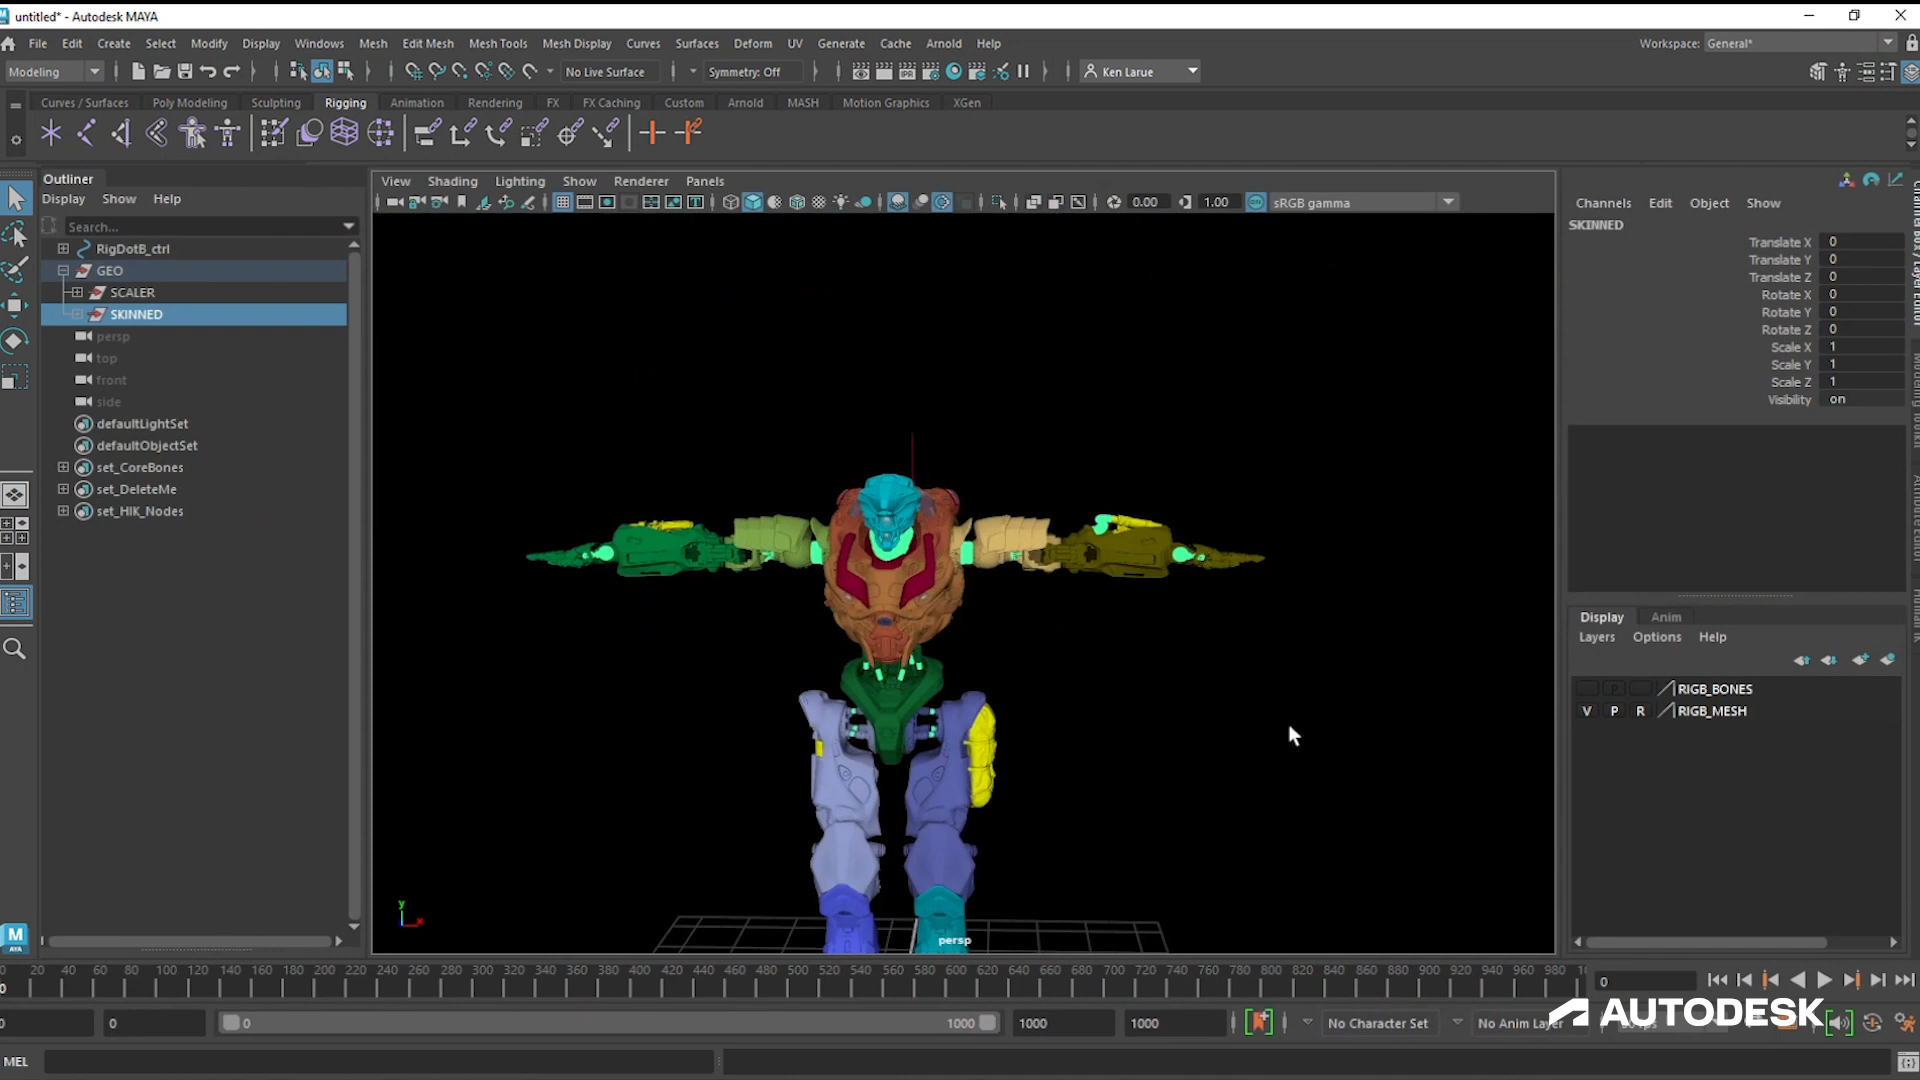 untitled* - Autodesk MAYA
File Edit Create Select Modify Display Windows Mesh Edit Mesh Mesh Tools Mesh Display Curves Surfaces Deform UV Generate Cache Arnold Help
Workspace: General*
Modeling No Live Surface Symmetry: Off Ken Larue
Curves / Surfaces Poly Modeling Sculpting Rigging Animation Rendering FX FX Caching Custom Arnold MASH Motion Graphics XGen
Outliner
Display Show Help
Search...
RigDotB_ctrl
GEO
SCALER
SKINNED
persp
top
front
side
defaultLightSet
defaultObjectSet
set_CoreBones
set_DeleteMe
set_HIK_Nodes
View Shading Lighting Show Renderer Panels
0.00 1.00 sRGB gamma
y
x
persp
Channels Edit Object Show
SKINNED
Translate X 0
Translate Y 0
Translate Z 0
Rotate X 0
Rotate Y 0
Rotate Z 0
Scale X 1
Scale Y 1
Scale Z 1
Visibility on
Display Anim
Layers Options Help
P RIGB_BONES
V P R RIGB_MESH
M
MAYA
0 20 40 60 80 100 120 140 160 180 200 220 240 260 280 300 320 340 360 380 400 420 440 460 480 500 520 540 560 580 600 620 640 660 680 700 720 740 760 780 800 820 840 860 880 900 920 940 960 980
0
0
0 0 0 1000 1000 1000 No Character Set No Anim Layer
AUTODESK
MEL